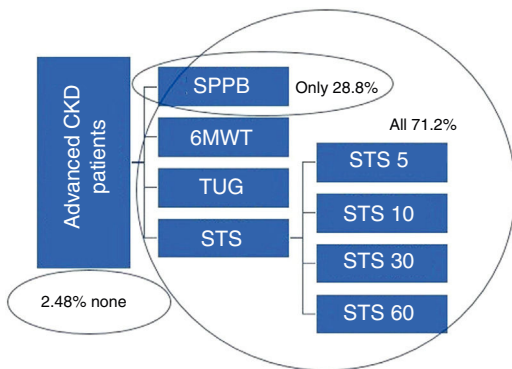 Advanced CKD
patients
SPPB
Only 28.8%
6MWT
All 71.2%
TUG
STS
STS 5
STS 10
STS 30
STS 60
2.48% none